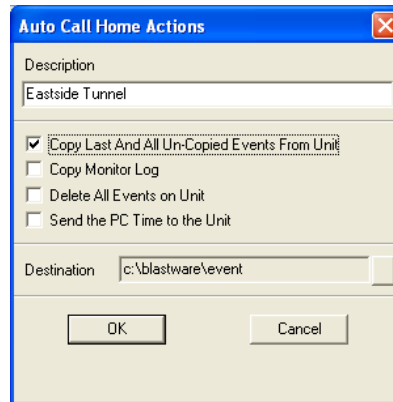 Auto Call Home Actions
Description
Eastside Tunnel
Copy Last And All Un-Copied Events From Unit
Copy Monitor Log
Delete All Events on Unit
Send the PC Time to the Unit
Destination c:\blastware\event
OK Cancel